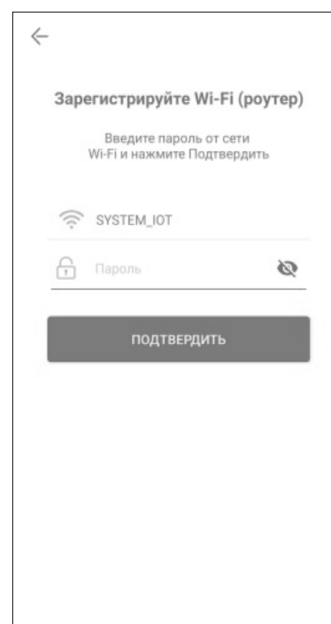 Зарегистрируйте Wi-Fi (роутер)
Введите пароль от сети
Wi-Fi и нажмите Подтвердить
SYSTEM_IOT
Пароль
ПОДТВЕРДИТЬ